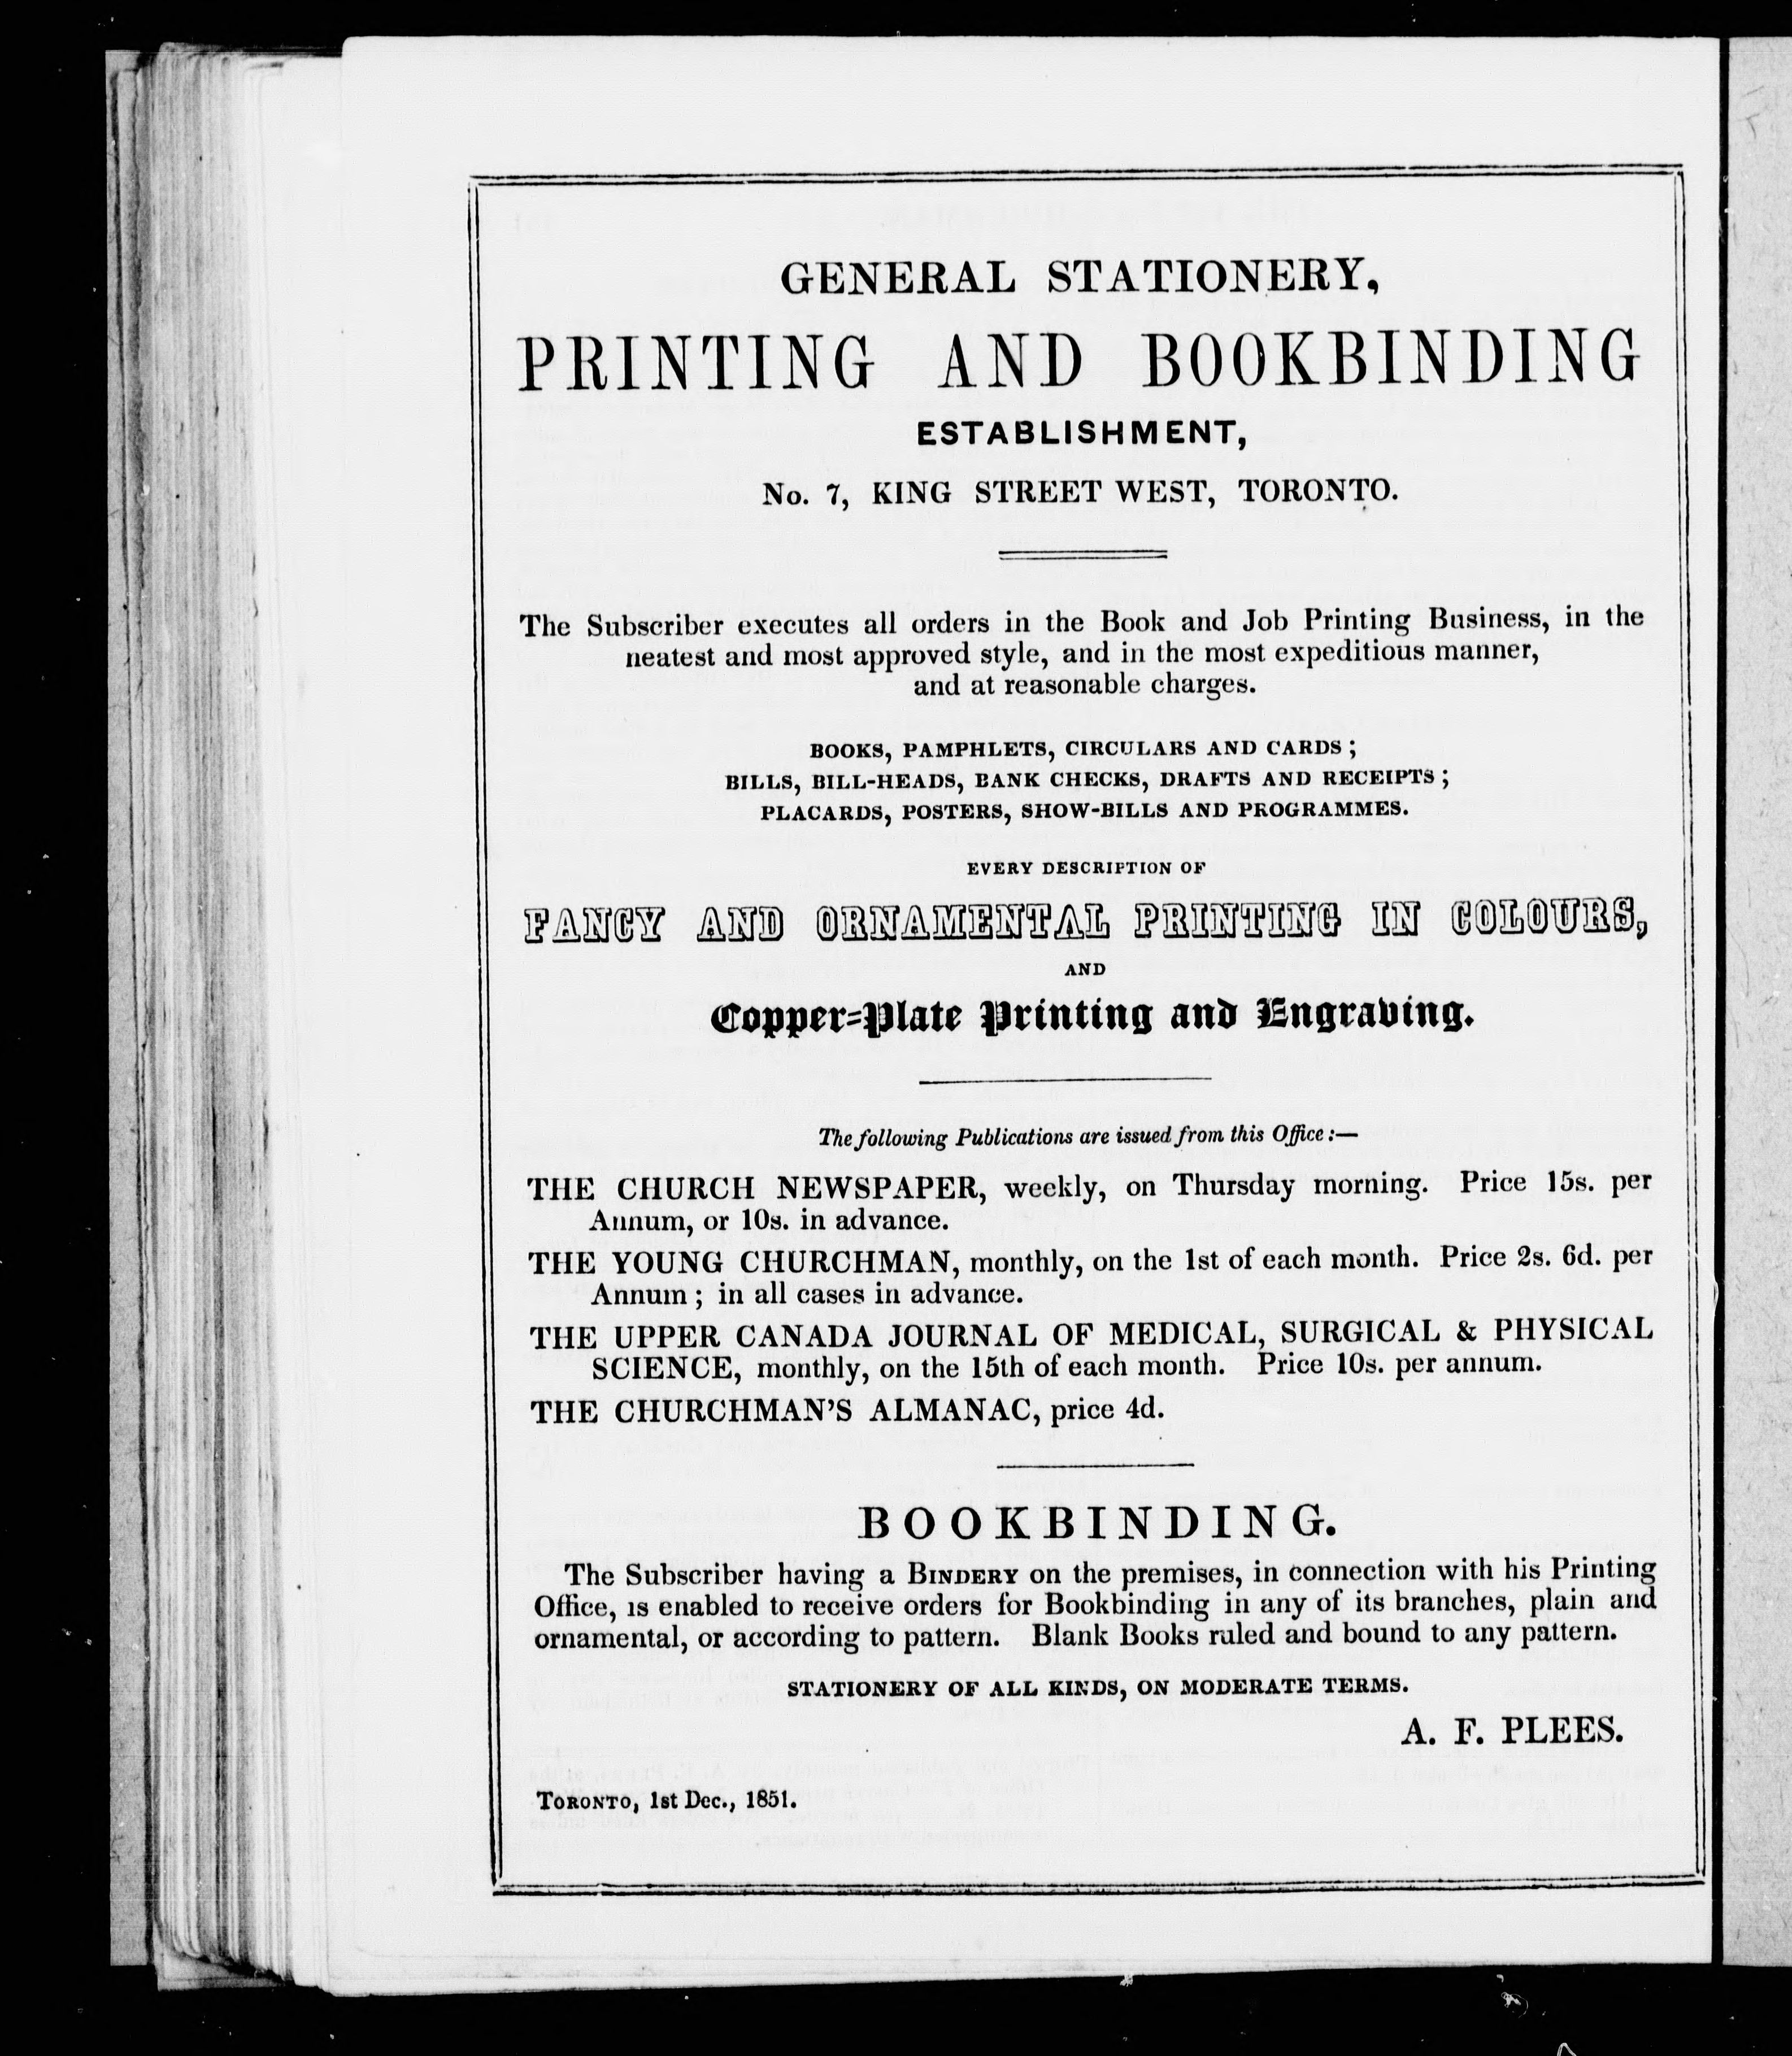 GENERAL STATIONERY,
PRINTING AND BOOKBINDING
ESTABLISHMENT,
No. 7, KING STREET WEST, TORONTO.
The Subscriber executes all orders in the Book and Job Printing Business, in the
neatest and most approved style, and in the most expeditious manner,
and at reasonable charges.
BOOKS, PAMPHLETS, CIRCULARS AND CARDS ;
BILLS, BILL-HEADS, BANK CHECKS, DRAFTS AND RECEIPTS ;
PLACARDS, POSTERS, SHOW-BILLS AND PROGRAMMES.
EVERY DESCRIPTION OF
FANCY AND ORNAMENTAL PRINTING IN COLOURS,
AND
Copper-Plate Printing and Engraving.
The following Publications are issued from this Office :—
THE CHURCH NEWSPAPER, weekly, on Thursday morning. Price 15s. per
Annum, or 10s. in advance.
THE YOUNG CHURCHMAN, monthly, on the 1st of each month. Price 2s. 6d. per
Annum ; in all cases in advance.
THE UPPER CANADA JOURNAL OF MEDICAL, SURGICAL & PHYSICAL
SCIENCE, monthly, on the 15th of each month. Price 10s. per annum.
THE CHURCHMAN'S ALMANAC, price 4d.
BOOKBINDING.
The Subscriber having a BINDERY on the premises, in connection with his Printing
Office, is enabled to receive orders for Bookbinding in any of its branches, plain and
ornamental, or according to pattern. Blank Books ruled and bound to any pattern.
STATIONERY OF ALL KINDS, ON MODERATE TERMS.
A. F. PLEES.
TORONTO, 1st Dec., 1851.